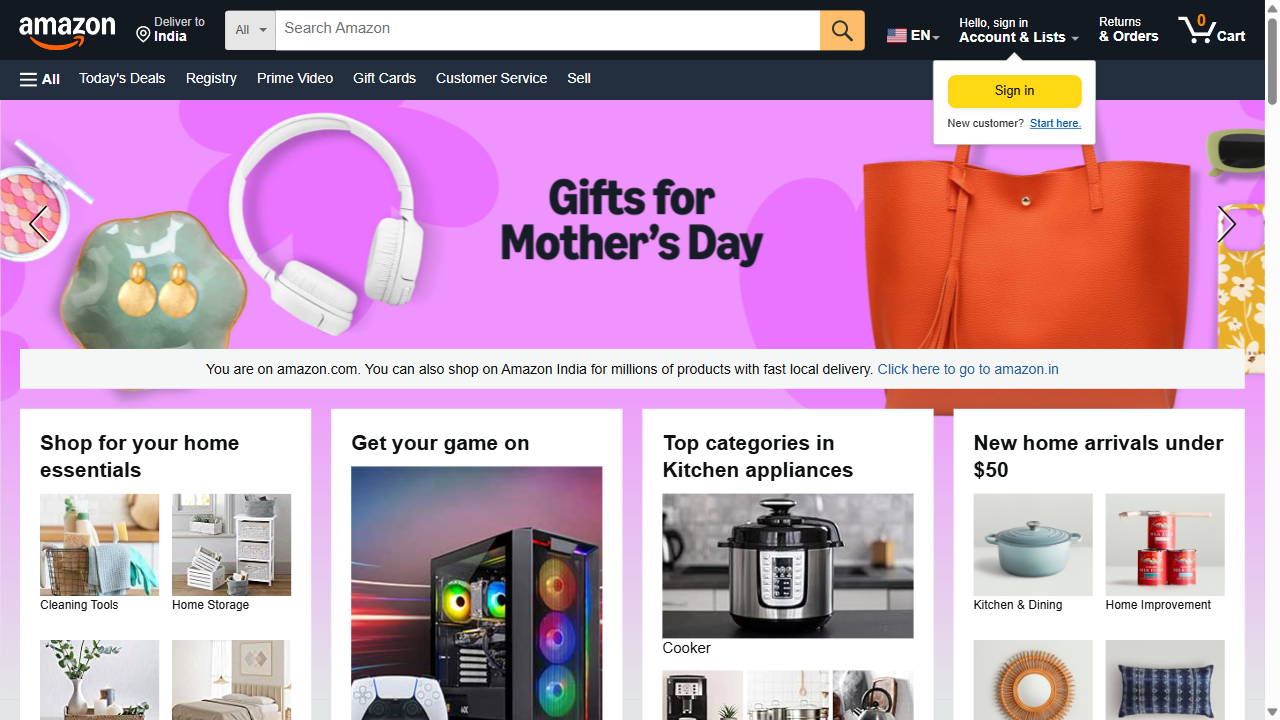 amazon
Deliver to
India
All
Search Amazon
EN
Hello, sign in
Account & Lists
Returns
& Orders
0
Cart
All
Today's Deals
Registry
Prime Video
Gift Cards
Customer Service
Sell
Sign in
New customer? Start here.
Gifts for
Mother's Day
You are on amazon.com. You can also shop on Amazon India for millions of products with fast local delivery. Click here to go to amazon.in
Shop for your home
essentials
Cleaning Tools
Home Storage
Get your game on
Top categories in
Kitchen appliances
Cooker
New home arrivals under
$50
Kitchen & Dining
Home Improvement